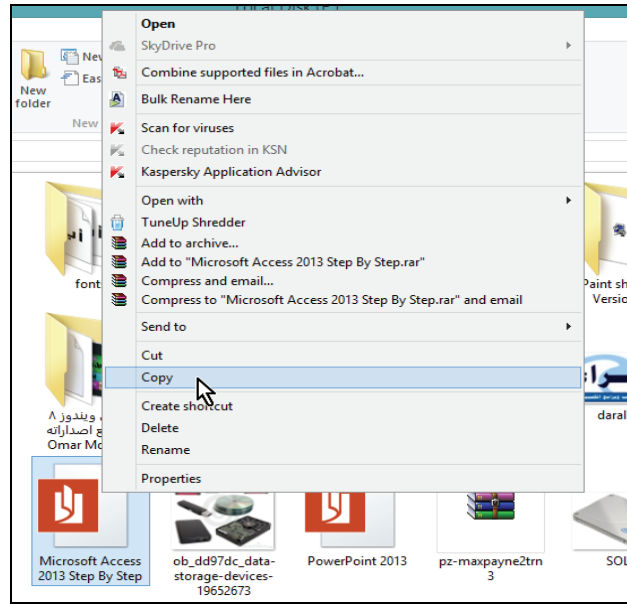 Open
SkyDrive Pro
Combine supported files in Acrobat...
Bulk Rename Here
Scan for viruses
Check reputation in KSN
Kaspersky Application Advisor
Open with
TuneUp Shredder
Add to archive...
Add to "Microsoft Access 2013 Step By Step.rar"
Compress and email...
Compress to "Microsoft Access 2013 Step By Step.rar" and email
Send to
Cut
Copy
Create shortcut
Delete
Rename
Properties
New
folder
New
Eas
New
font
Paint sh
Versio
ويندوز ٨
ع اصداراته
Omar Mo
daral
Microsoft Access
2013 Step By Step
ob_dd97dc_data-
storage-devices-
19652673
PowerPoint 2013
pz-maxpayne2trn
3
SOL